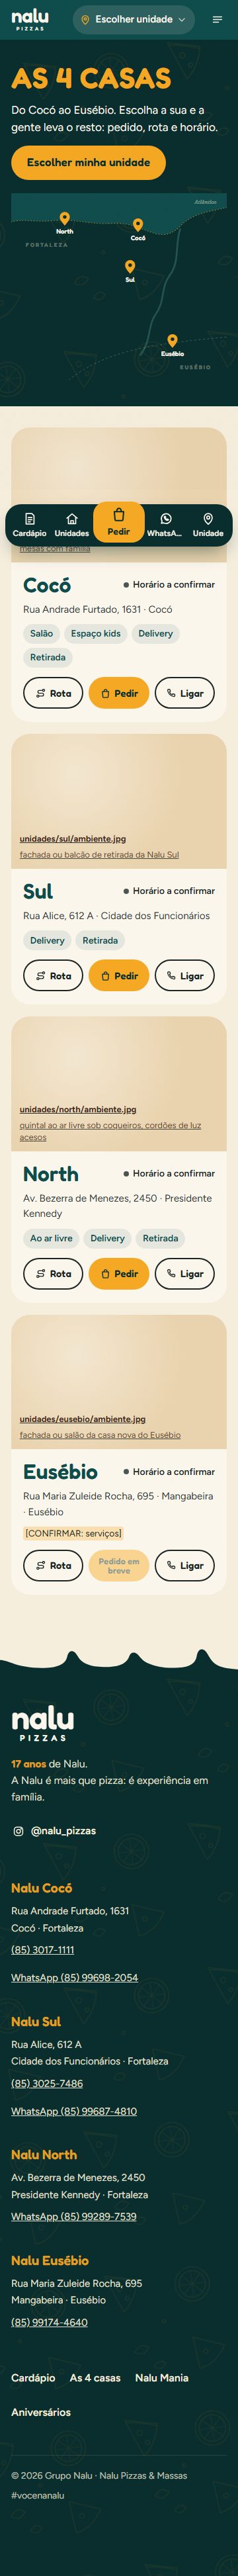 nalu
PIZZAS
Escolher unidade
AS 4 CASAS
Do Cocó ao Eusébio. Escolha a sua e a
gente leva o resto: pedido, rota e horário.
Escolher minha unidade
North
Cocó
FORTALEZA
Sul
Eusébio
EUSÉBIO
Cardápio
Unidades
Pedir
WhatsA...
Unidade
mesas com família
Cocó
Horário a confirmar
Rua Andrade Furtado, 1631 · Cocó
Salão
Espaço kids
Delivery
Retirada
Rota
Pedir
Ligar
unidades/sul/ambiente.jpg
fachada ou balcão de retirada da Nalu Sul
Sul
Horário a confirmar
Rua Alice, 612 A · Cidade dos Funcionários
Delivery
Retirada
Rota
Pedir
Ligar
unidades/north/ambiente.jpg
quintal ao ar livre sob coqueiros, cordões de luz
acesos
North
Horário a confirmar
Av. Bezerra de Menezes, 2450 · Presidente
Kennedy
Ao ar livre
Delivery
Retirada
Rota
Pedir
Ligar
unidades/eusebio/ambiente.jpg
fachada ou salão da casa nova do Eusébio
Eusébio
Horário a confirmar
Rua Maria Zuleide Rocha, 695 · Mangabeira
· Eusébio
[CONFIRMAR: serviços]
Rota
Pedido em
breve
Ligar
nalu
PIZZAS
17 anos de Nalu.
A Nalu é mais que pizza: é experiência em
família.
@nalu_pizzas
Nalu Cocó
Rua Andrade Furtado, 1631
Cocó · Fortaleza
(85) 3017-1111
WhatsApp (85) 99698-2054
Nalu Sul
Rua Alice, 612 A
Cidade dos Funcionários · Fortaleza
(85) 3025-7486
WhatsApp (85) 99687-4810
Nalu North
Av. Bezerra de Menezes, 2450
Presidente Kennedy · Fortaleza
WhatsApp (85) 99289-7539
Nalu Eusébio
Rua Maria Zuleide Rocha, 695
Mangabeira · Eusébio
(85) 99174-4640
Cardápio
As 4 casas
Nalu Mania
Aniversários
© 2026 Grupo Nalu · Nalu Pizzas & Massas
#vocenanalu